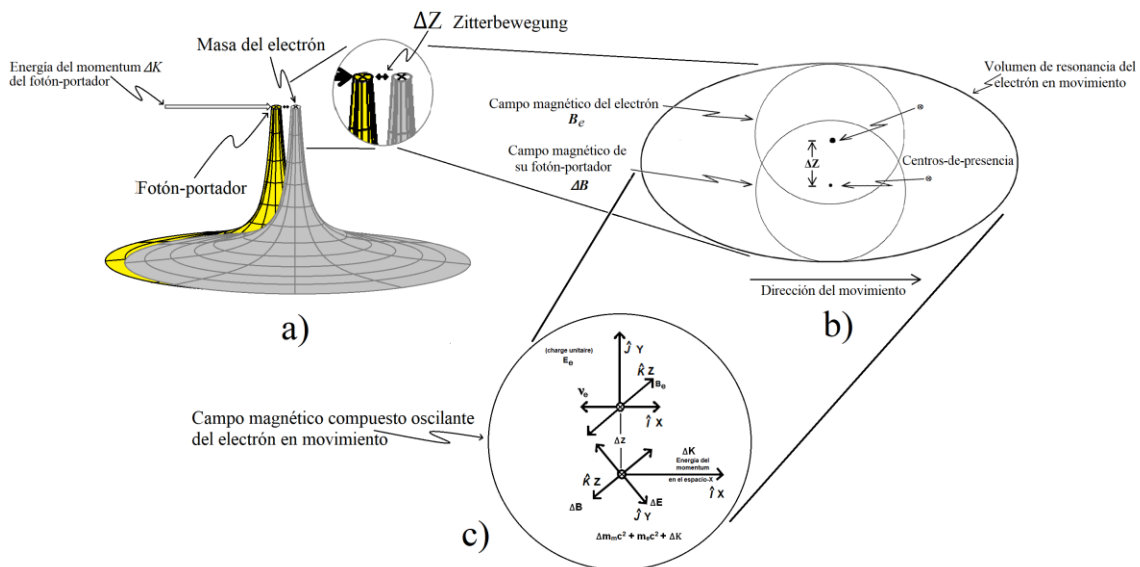 ΔZ Zitterbewegung
Masa del electrón
Energía del momentum ΔK
del fotón-portador
Fotón-portador
a)
Volumen de resonancia del
electrón en movimiento
Campo magnético del electrón
Be
Campo magnético de
su fotón-portador
ΔB
ΔZ
Centros-de-presencia
Dirección del movimiento
b)
(charge unitaire)
Ee
Ĵ Y
K̂ Z
Be
νe
Î X
ΔZ
ΔK
Energía del
momentum
en el espacio-X
K̂ Z
Î X
ΔB
ΔE
Ĵ Y
Δmmc² + mec² + ΔK
Campo magnético compuesto oscilante
del electrón en movimiento
c)